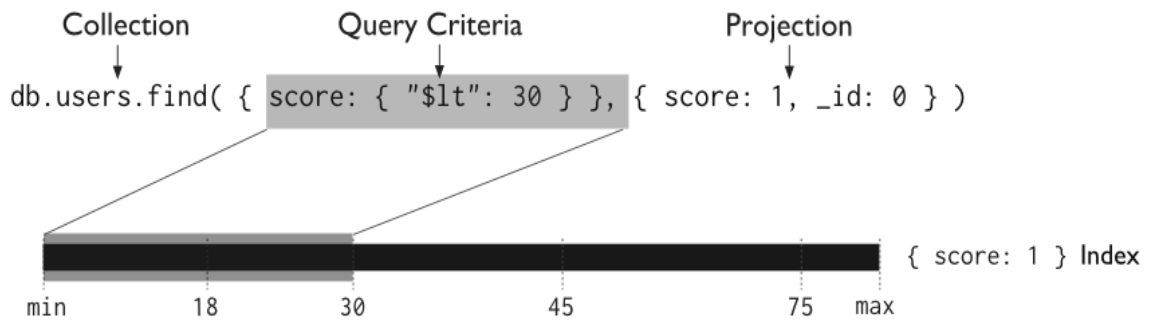 Collection Query Criteria Projection
db.users.find( { score: { "$lt": 30 } }, { score: 1, _id: 0 } )
{ score: 1 } Index
min 18 30 45 75 max